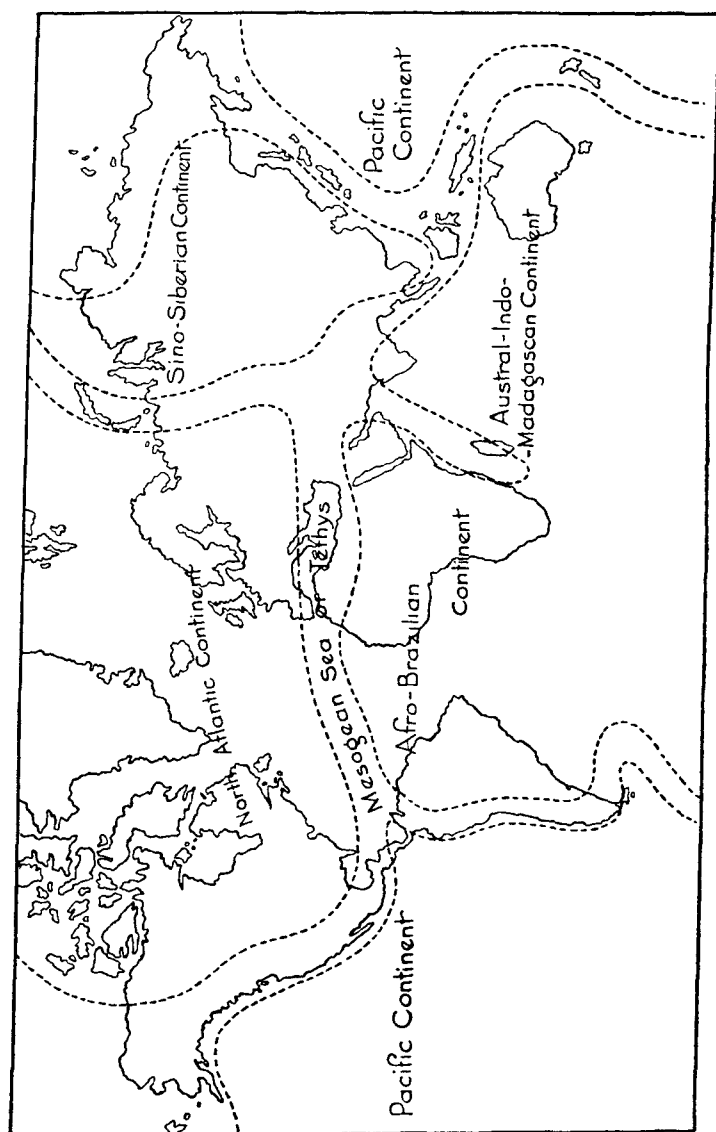 North
Atlantic Continent
Sino-Siberian Continent
Pacific
Continent
Mesogean Sea or Tethys
Pacific Continent
Afro-Brazilian
Continent
Austral-Indo-
-Madagascan Continent